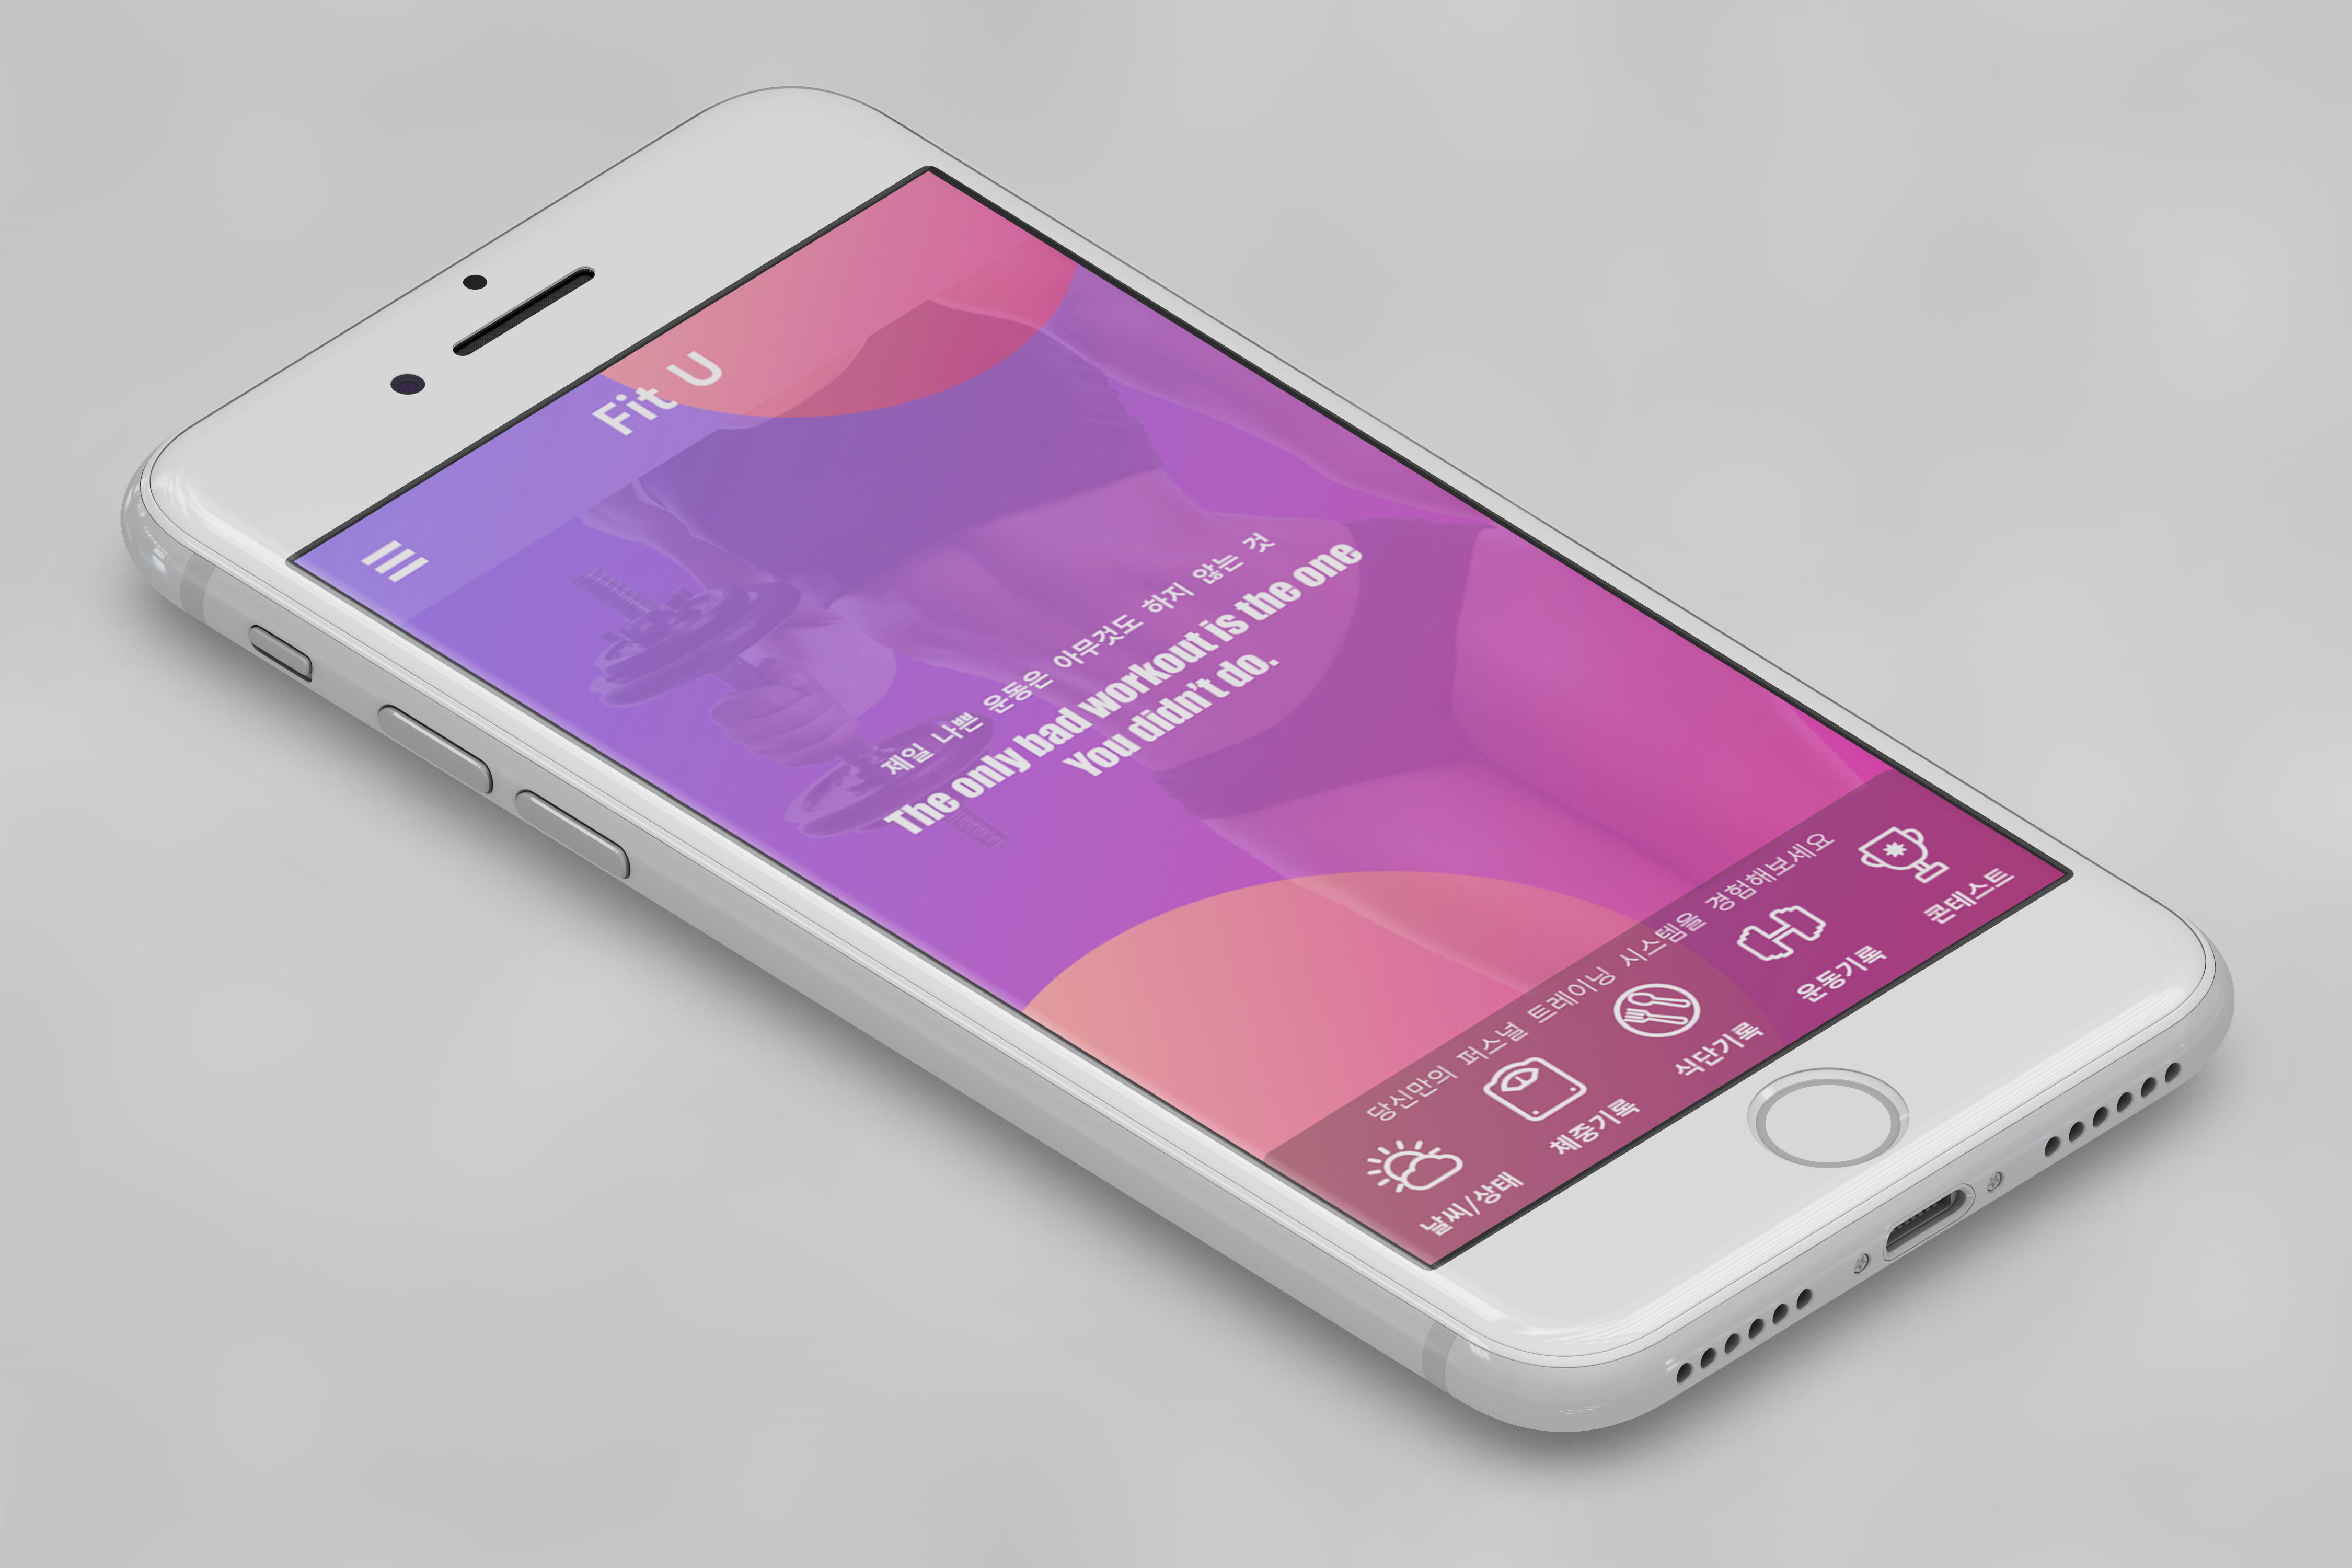 Fit U
제일 나쁜 운동은 아무것도 하지 않는 것
The only bad workout is the one
You didn't do.
당신만의 퍼스널 트레이닝 시스템을 경험해보세요
날씨/상태
체중기록
식단기록
운동기록
콘테스트